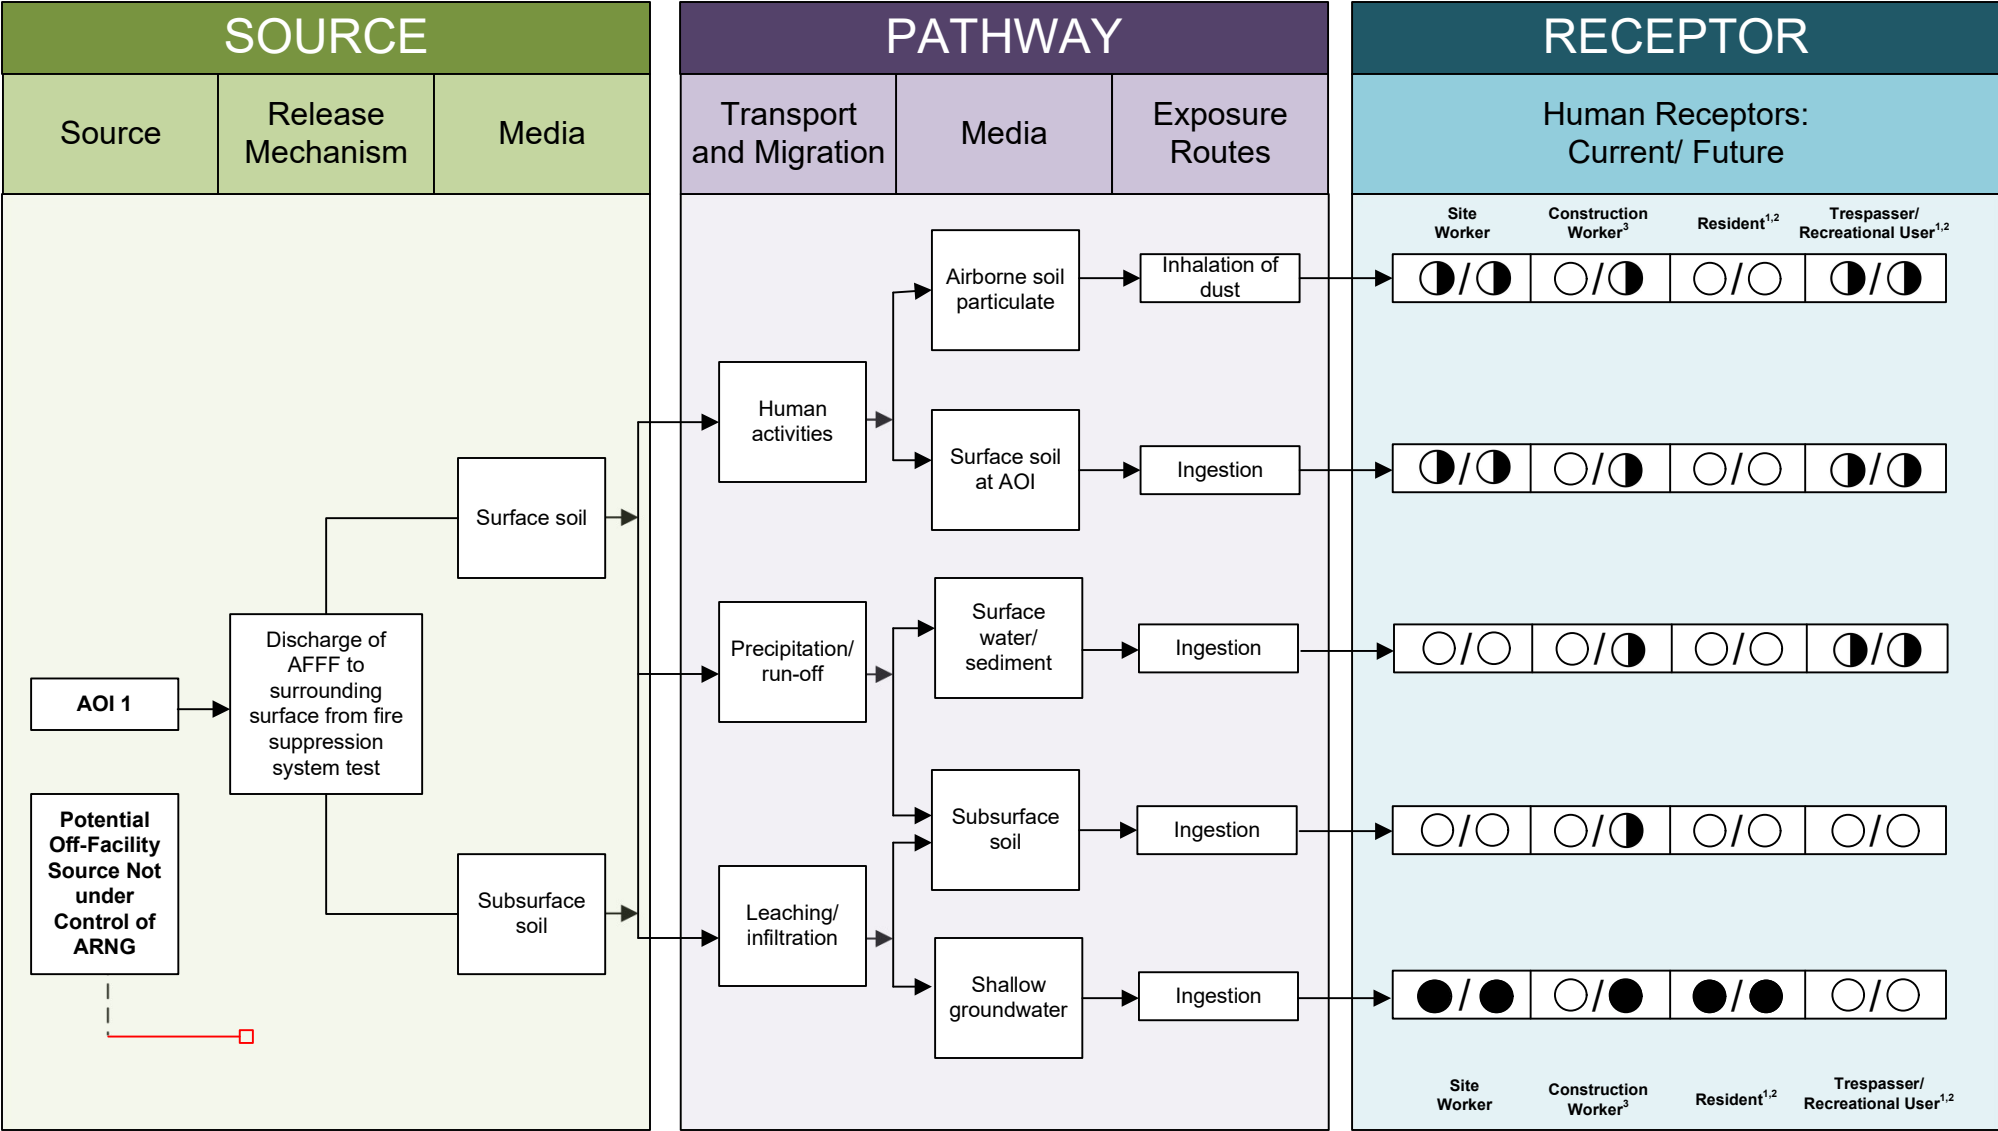 SOURCE
PATHWAY
RECEPTOR
Source
Release
Mechanism
Media
Transport
and Migration
Media
Exposure
Routes
Human Receptors:
Current/ Future
Site
Worker
Construction
Worker³
Resident¹,²
Trespasser/
Recreational User¹,²
Airborne soil
particulate
Inhalation of
dust
Human
activities
Surface soil
at AOI
Ingestion
Surface soil
Surface
water/
sediment
Ingestion
Precipitation/
run-off
Discharge of
AFFF to
surrounding
surface from fire
suppression
system test
AOI 1
Potential
Off-Facility
Source Not
under
Control of
ARNG
Subsurface
soil
Ingestion
Subsurface
soil
Leaching/
infiltration
Shallow
groundwater
Ingestion
Site
Worker
Construction
Worker³
Resident¹,²
Trespasser/
Recreational User¹,²